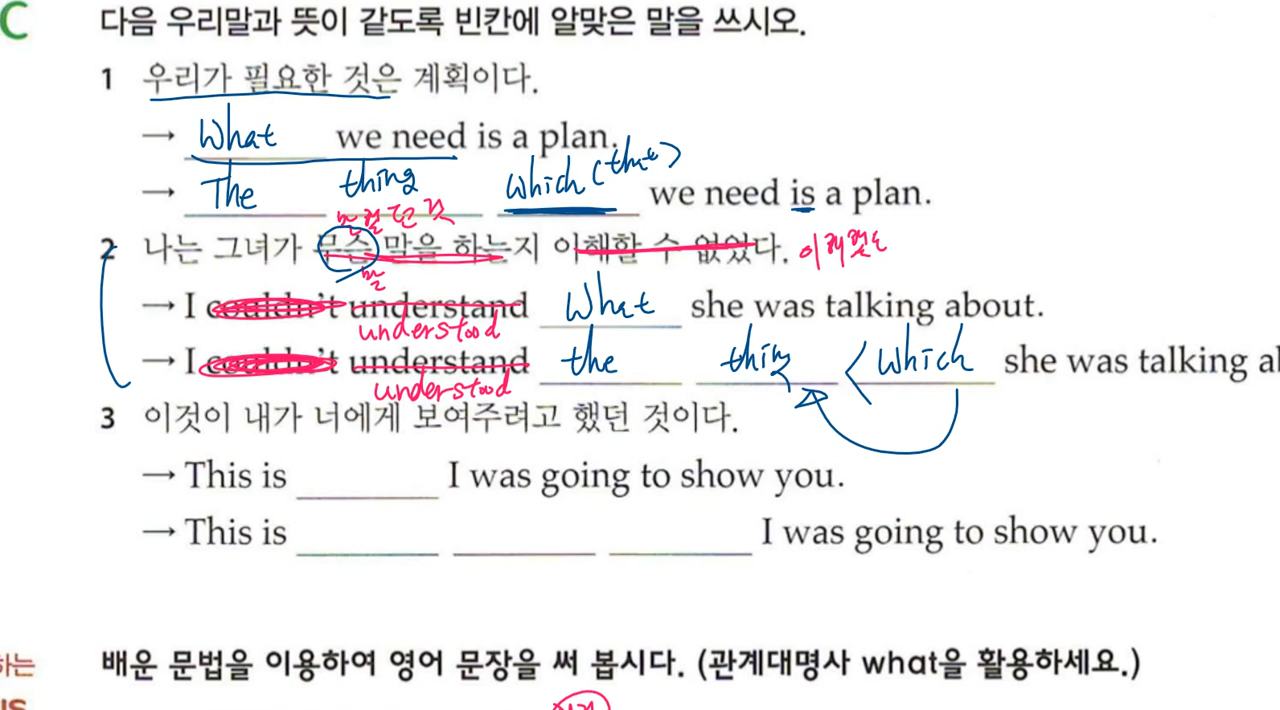 C 다음 우리말과 뜻이 같도록 빈칸에 알맞은 말을 쓰시오.
1 우리가 필요한 것은 계획이다.
→ What we need is a plan.
→ The thing which (that) we need is a plan.
2 나는 그녀가 무슨 말을 하는지 이해할 수 없었다.
→ I couldn't understand What she was talking about.
understood
→ I couldn't understand the thing which she was talking
understood
3 이것이 내가 너에게 보여주려고 했던 것이다.
→ This is I was going to show you.
→ This is I was going to show you.
하는 배운 문법을 이용하여 영어 문장을 써 봅시다. (관계대명사 what을 활용하세요.)